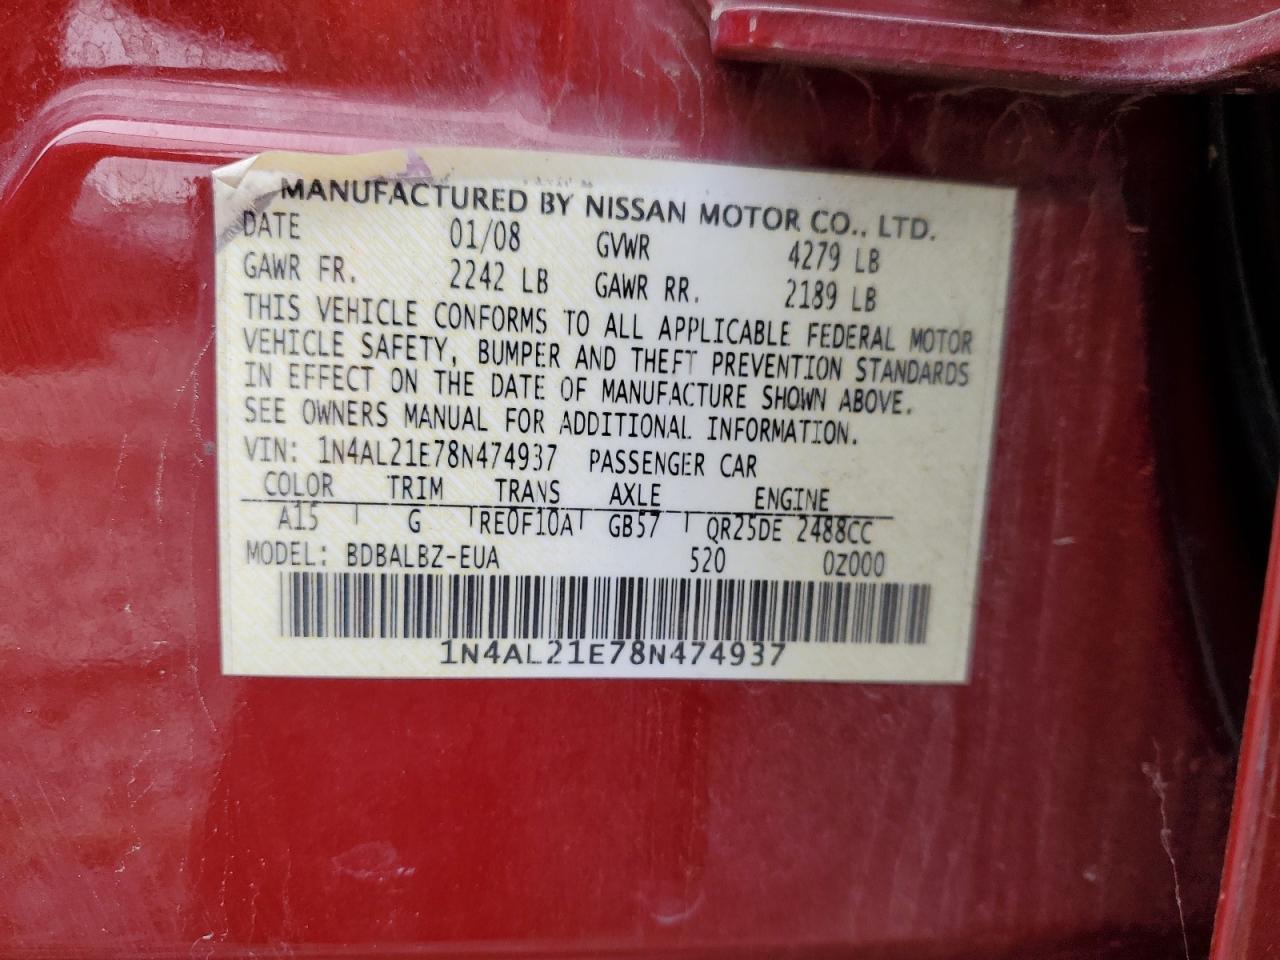 MANUFACTURED BY NISSAN MOTOR CO., LTD.
DATE 01/08 GVWR 4279 LB
GAWR FR. 2242 LB GAWR RR. 2189 LB
THIS VEHICLE CONFORMS TO ALL APPLICABLE FEDERAL MOTOR
VEHICLE SAFETY, BUMPER AND THEFT PREVENTION STANDARDS
IN EFFECT ON THE DATE OF MANUFACTURE SHOWN ABOVE.
SEE OWNERS MANUAL FOR ADDITIONAL INFORMATION.
VIN: 1N4AL21E78N474937 PASSENGER CAR
COLOR TRIM TRANS AXLE ENGINE
A15 G RE0F10A GB57 QR25DE 2488CC
MODEL: BDBALBZ-EUA 520 0Z000
1N4AL21E78N474937